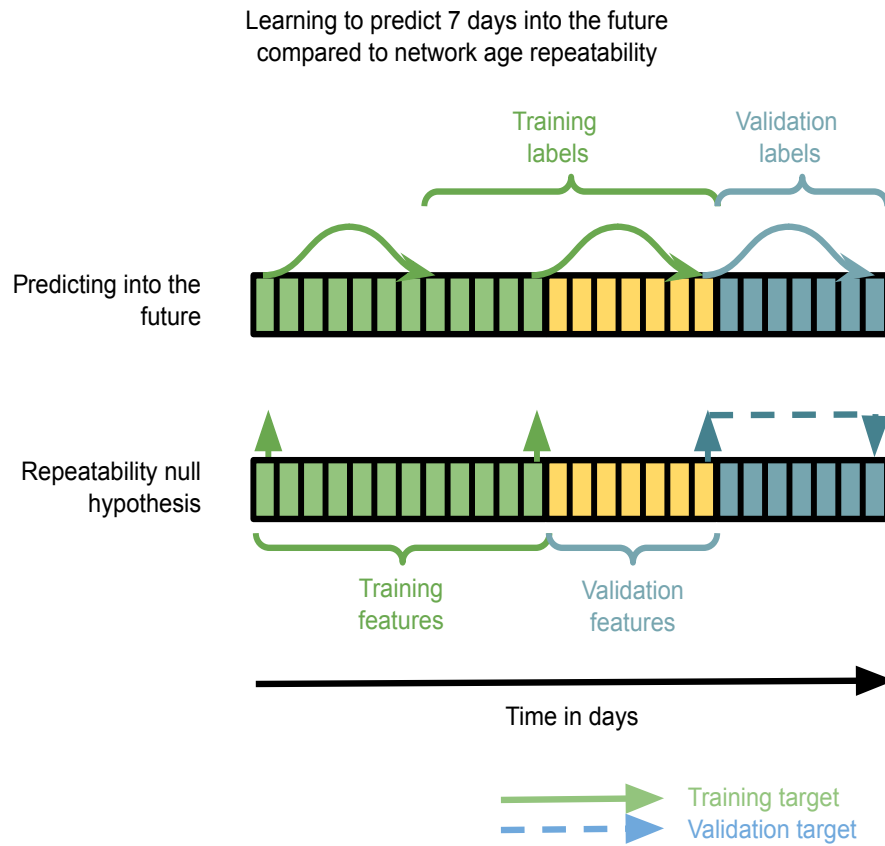 Learning to predict 7 days into the future
compared to network age repeatability
Training
labels
Validation
labels
Predicting into the
future
Repeatability null
hypothesis
Training
features
Validation
features
Time in days
Training target
Validation target